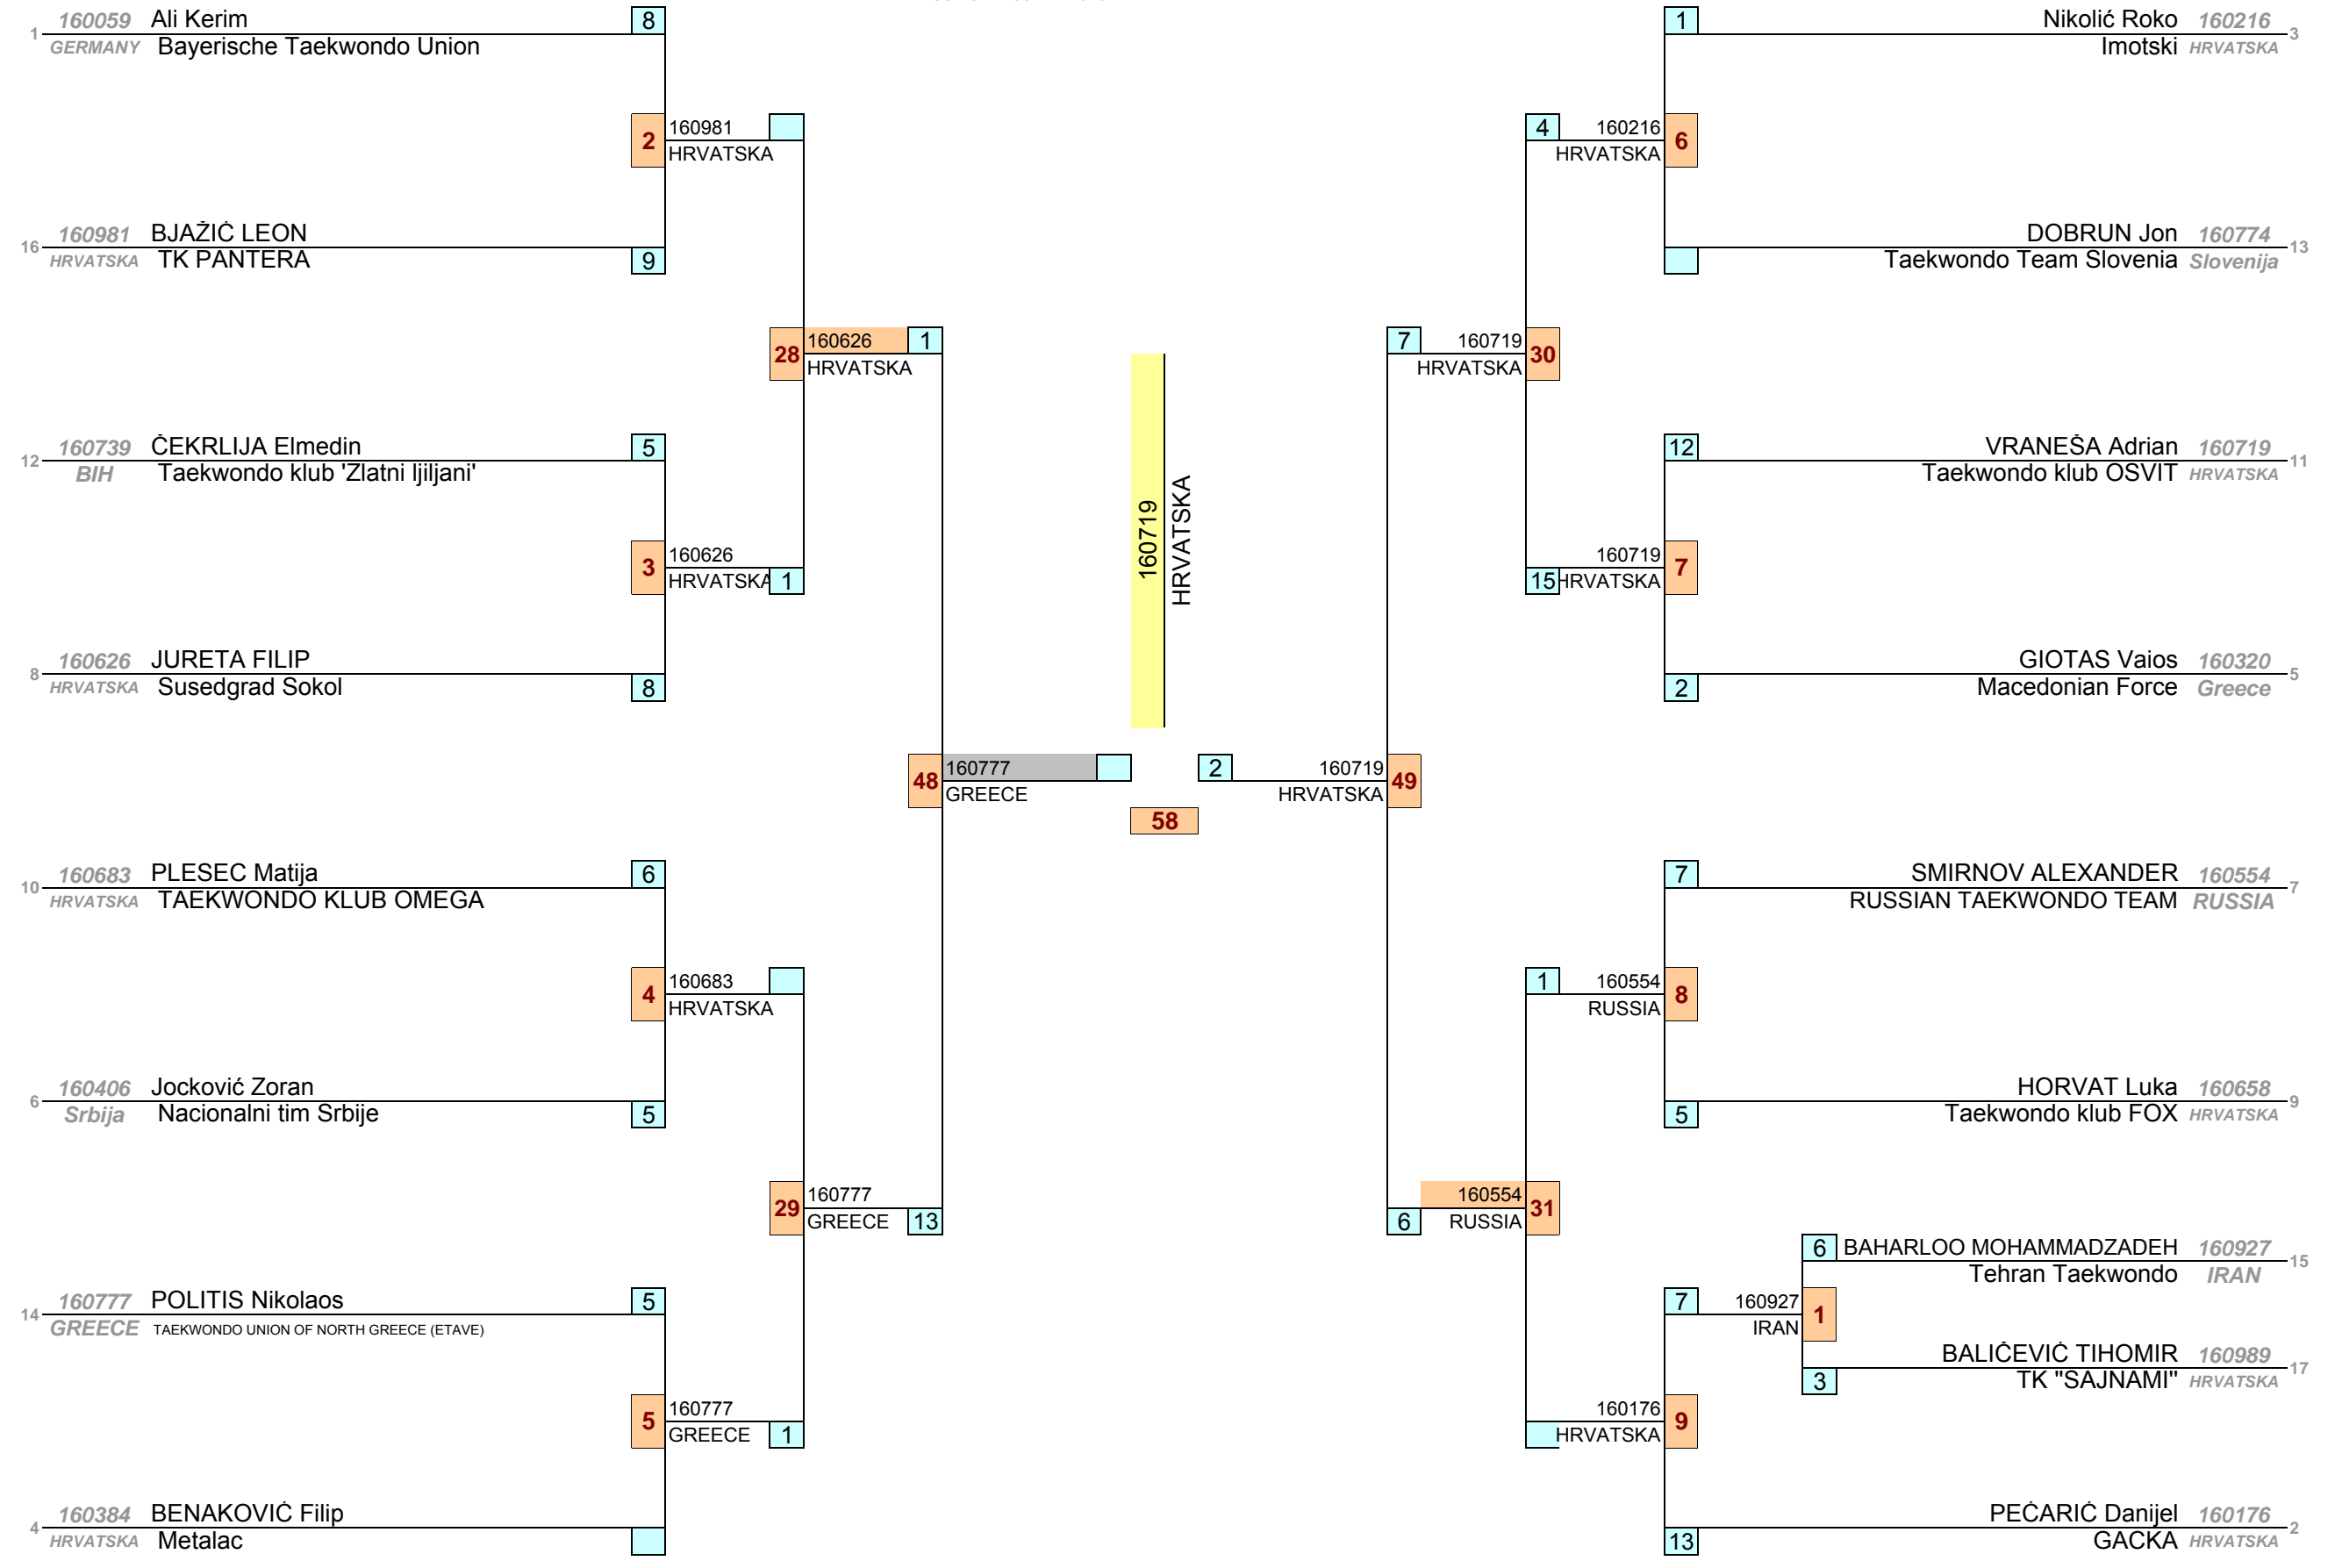 160059 Ali Kerim 8
1 GERMANY Bayerische Taekwondo Union
2 160981
HRVATSKA
16 160981 BJAŽIĆ LEON
HRVATSKA TK PANTERA 9
28 160626 1
HRVATSKA
12 160739 ČEKRLIJA Elmedin 5
BIH Taekwondo klub 'Zlatni ljiljani'
3 160626
HRVATSKA 1
8 160626 JURETA FILIP
HRVATSKA Susedgrad Sokol 8
48 160777
GREECE
10 160683 PLESEC Matija 6
HRVATSKA TAEKWONDO KLUB OMEGA
4 160683
HRVATSKA
6 160406 Jocković Zoran
Srbija Nacionalni tim Srbije 5
29 160777
GREECE 13
14 160777 POLITIS Nikolaos 5
GREECE TAEKWONDO UNION OF NORTH GREECE (ETAVE)
5 160777
GREECE 1
4 160384 BENAKOVIĆ Filip
HRVATSKA Metalac
160719
HRVATSKA
58
1 Nikolić Roko 160216 3
Imotski HRVATSKA
4 160216 6
HRVATSKA
DOBRUN Jon 160774 13
Taekwondo Team Slovenia Slovenija
7 160719 30
HRVATSKA
12 VRANEŠA Adrian 160719 11
Taekwondo klub OSVIT HRVATSKA
160719 7
15 HRVATSKA
GIOTAS Vaios 160320 5
2 Macedonian Force Greece
2 160719 49
HRVATSKA
7 SMIRNOV ALEXANDER 160554 7
RUSSIAN TAEKWONDO TEAM RUSSIA
1 160554 8
RUSSIA
HORVAT Luka 160658 9
5 Taekwondo klub FOX HRVATSKA
160554 31
6 RUSSIA
6 BAHARLOO MOHAMMADZADEH 160927 15
Tehran Taekwondo IRAN
7 160927 1
IRAN
BALIČEVIĆ TIHOMIR 160989 17
3 TK "SAJNAMI" HRVATSKA
160176 9
HRVATSKA
PEĆARIĆ Danijel 160176 2
13 GACKA HRVATSKA